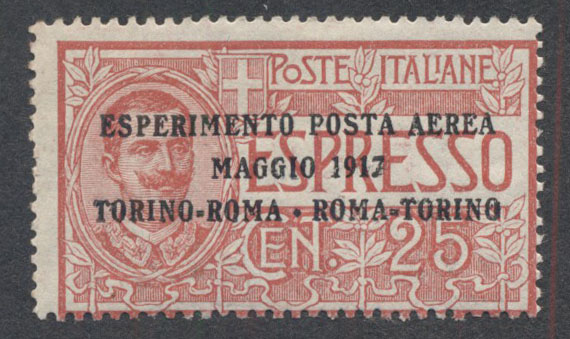 POSTE ITALIANE
ESPERIMENTO POSTA AEREA
MAGGIO 1917
ESPRESSO
TORINO-ROMA · ROMA-TORINO
CEN. 25